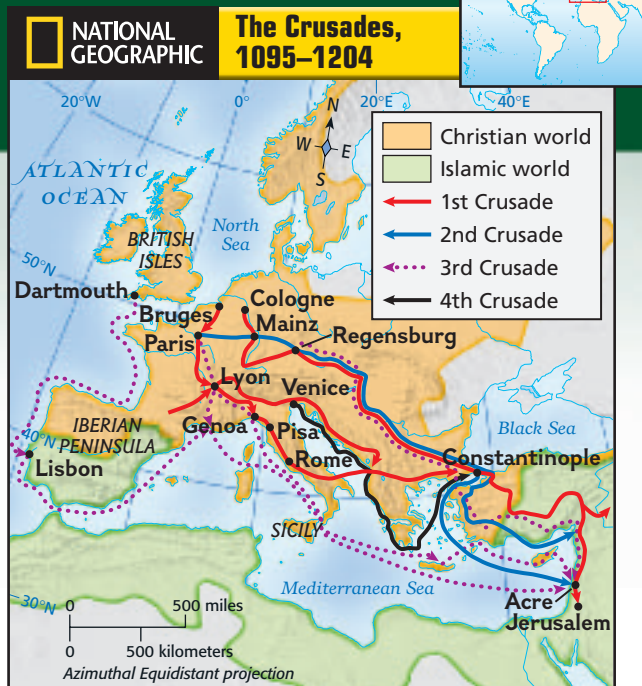 NATIONAL
GEOGRAPHIC
The Crusades,
1095–1204
20°W
0°
20°E
40°E
N
W
E
S
Christian world
Islamic world
1st Crusade
2nd Crusade
3rd Crusade
4th Crusade
ATLANTIC
OCEAN
North
Sea
BRITISH
ISLES
50°N
Dartmouth
Bruges
Cologne
Mainz
Paris
Regensburg
Lyon
Venice
IBERIAN
PENINSULA
Genoa
Pisa
Black Sea
40°N
Lisbon
Rome
Constantinople
SICILY
Mediterranean Sea
30°N
Acre
Jerusalem
0
500 miles
0
500 kilometers
Azimuthal Equidistant projection